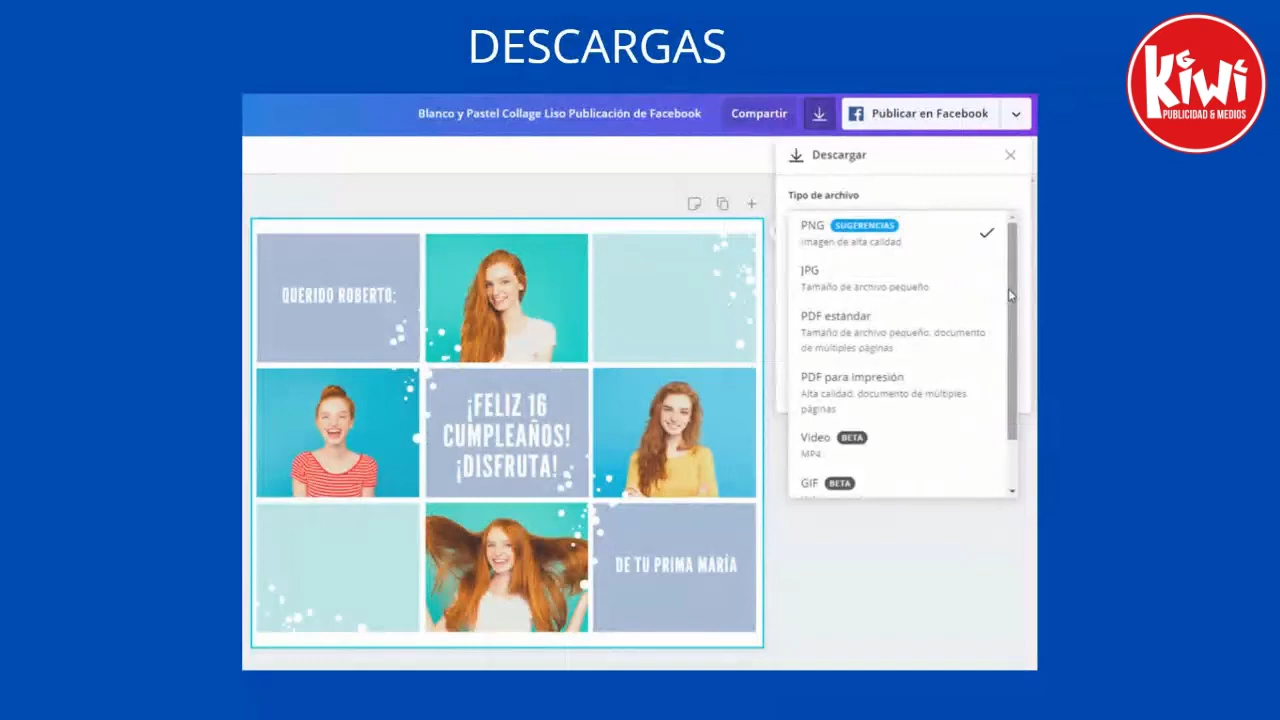 DESCARGAS
KiWi
GC
PUBLICIDAD & MEDIOS
Blanco y Pastel Collage Liso Publicación de Facebook
Compartir
Publicar en Facebook
Descargar
Tipo de archivo
PNG SUGERENCIAS
Imagen de alta calidad
JPG
Tamaño de archivo pequeño
PDF estándar
Tamaño de archivo pequeño, documento
de múltiples páginas
PDF para impresión
Alta calidad, documento de múltiples
páginas
Video BETA
MP4
GIF BETA
QUERIDO ROBERTO:
¡FELIZ 16
CUMPLEAÑOS!
¡DISFRUTA!
DE TU PRIMA MARÍA